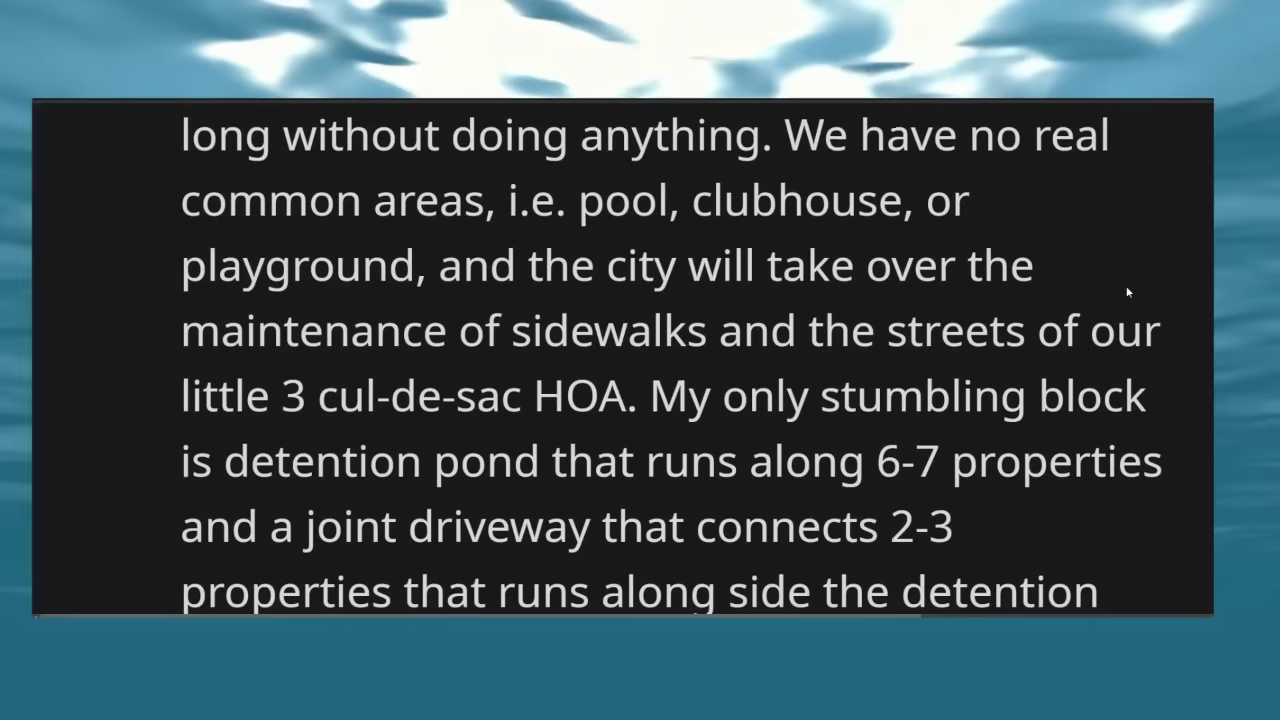 long without doing anything. We have no real
common areas, i.e. pool, clubhouse, or
playground, and the city will take over the
maintenance of sidewalks and the streets of our
little 3 cul-de-sac HOA. My only stumbling block
is detention pond that runs along 6-7 properties
and a joint driveway that connects 2-3
properties that runs along side the detention